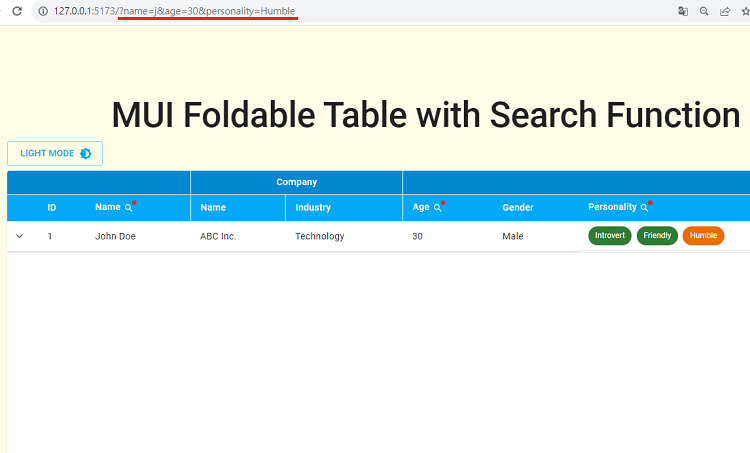 127.0.0.1:5173/?name=j&age=30&personality=Humble
MUI Foldable Table with Search Function
LIGHT MODE
Company
ID Name Name Industry Age Gender Personality
1 John Doe ABC Inc. Technology 30 Male Introvert Friendly Humble